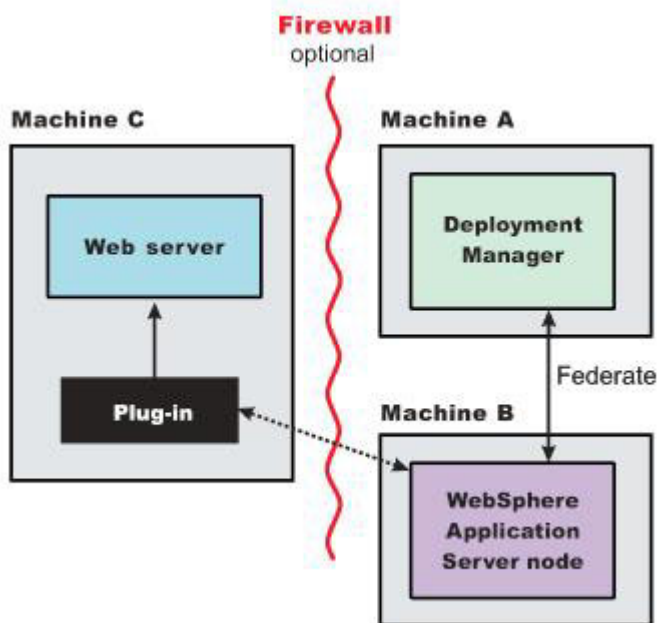 Firewall
optional
Machine C
Web server
Plug-in
Machine A
Deployment
Manager
Federate
Machine B
WebSphere
Application
Server node